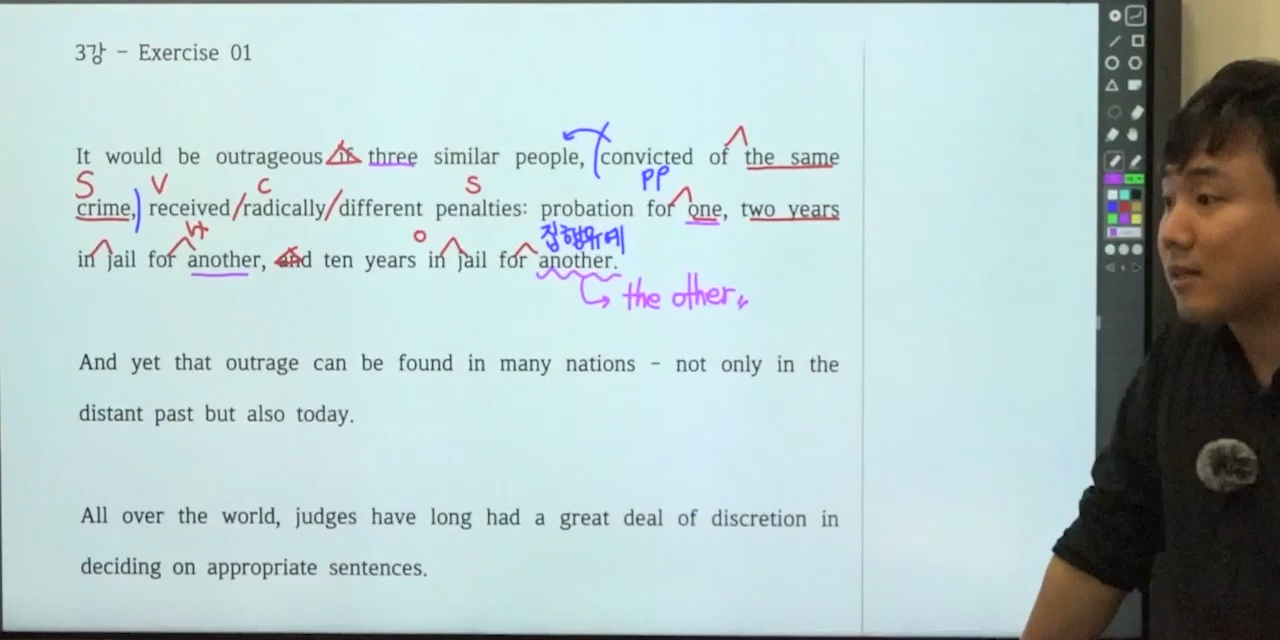 3강 - Exercise 01
It would be outrageous if three similar people, convicted of the same
PP
S V C S
crime, received/radically/different penalties: probation for one, two years
V O 집행유예
in jail for another, and ten years in jail for another.
the other
And yet that outrage can be found in many nations - not only in the
distant past but also today.
All over the world, judges have long had a great deal of discretion in
deciding on appropriate sentences.